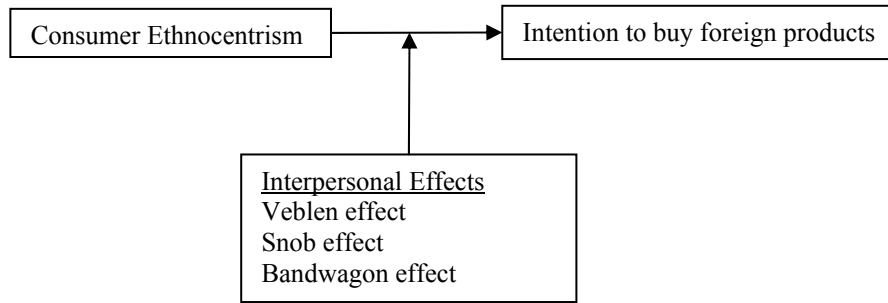 Consumer Ethnocentrism
Intention to buy foreign products
Interpersonal Effects
Veblen effect
Snob effect
Bandwagon effect